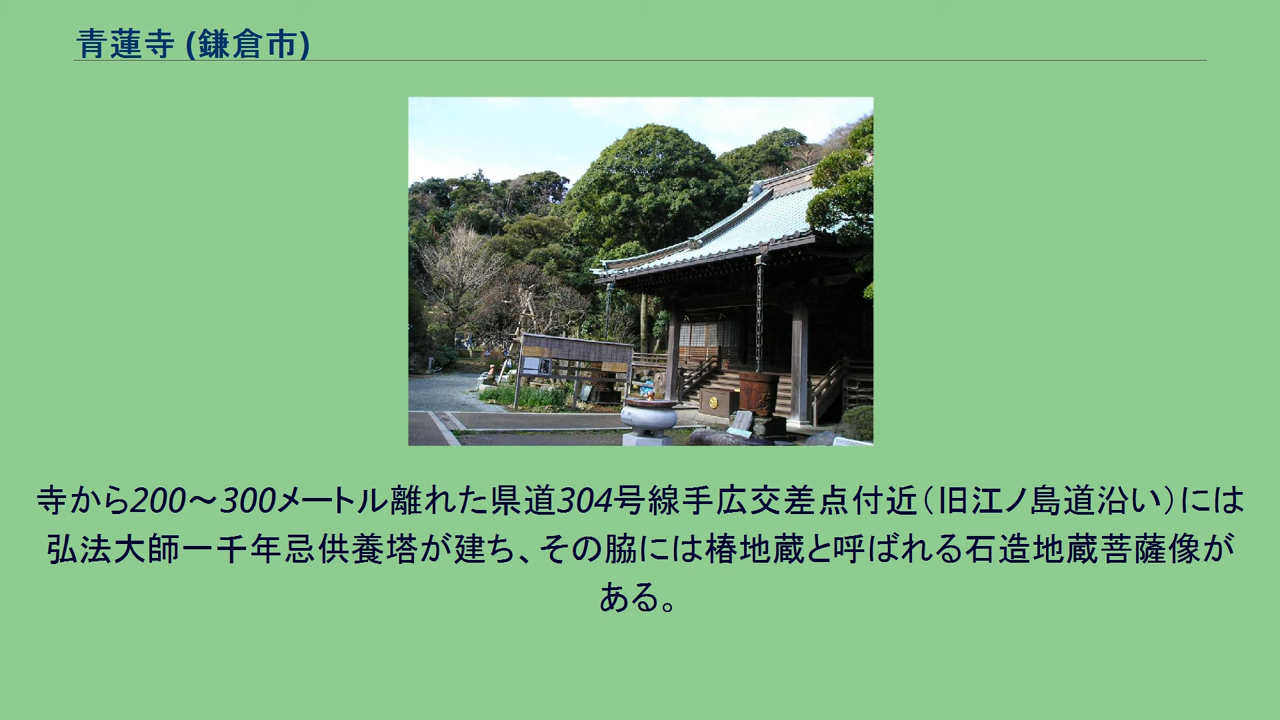 青蓮寺 (鎌倉市)
寺から200～300メートル離れた県道304号線手広交差点付近（旧江ノ島道沿い）には
弘法大師一千年忌供養塔が建ち、その脇には椿地蔵と呼ばれる石造地蔵菩薩像が
ある。